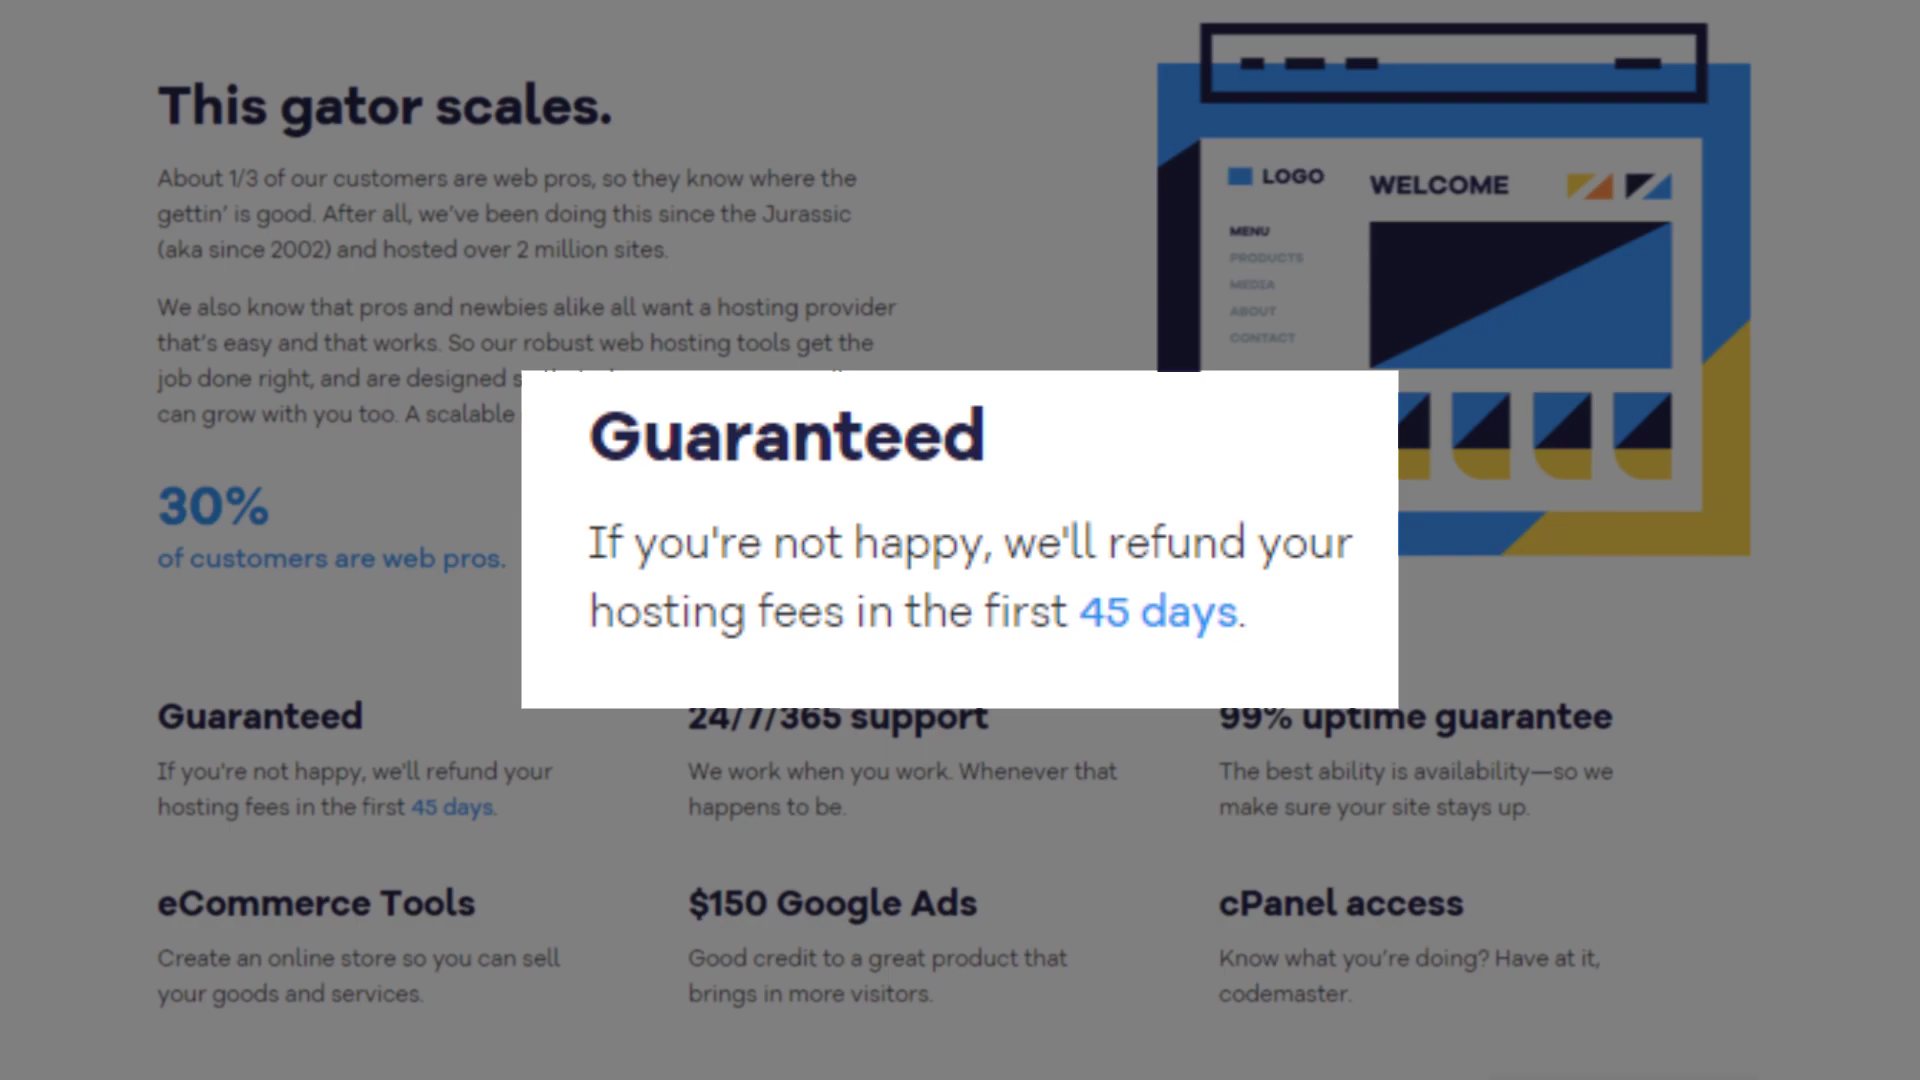 This gator scales.
About 1/3 of our customers are web pros, so they know where the
gettin’ is good. After all, we’ve been doing this since the Jurassic
(aka since 2002) and hosted over 2 million sites.
We also know that pros and newbies alike all want a hosting provider
that’s easy and that works. So our robust web hosting tools get the
job done right, and are designed
can grow with you too. A scalable
30%
of customers are web pros.
LOGO
WELCOME
MENU
PRODUCTS
MEDIA
ABOUT
CONTACT
Guaranteed
If you're not happy, we'll refund your
hosting fees in the first 45 days.
Guaranteed
If you're not happy, we'll refund your
hosting fees in the first 45 days.
24/7/365 support
We work when you work. Whenever that
happens to be.
99% uptime guarantee
The best ability is availability—so we
make sure your site stays up.
eCommerce Tools
Create an online store so you can sell
your goods and services.
$150 Google Ads
Good credit to a great product that
brings in more visitors.
cPanel access
Know what you’re doing? Have at it,
codemaster.